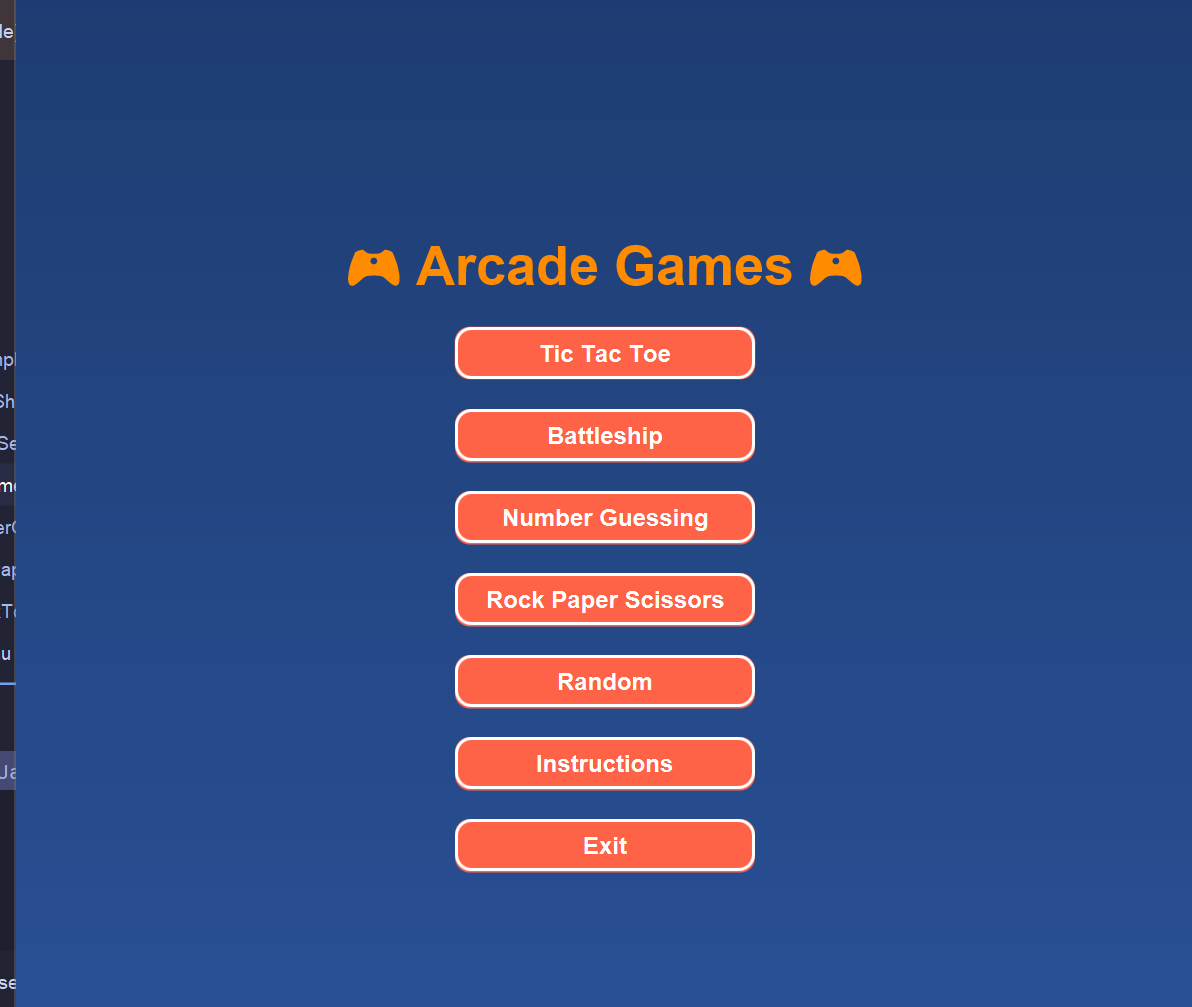 Arcade Games
Tic Tac Toe
Battleship
Number Guessing
Rock Paper Scissors
Random
Instructions
Exit